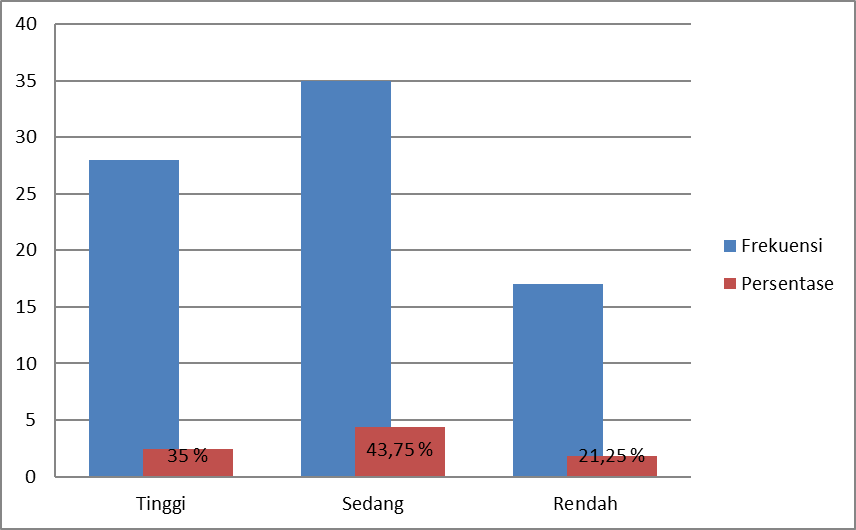 40
35
30
25
20
15
10
5
0
35 %
43,75 %
21,25 %
Tinggi
Sedang
Rendah
Frekuensi
Persentase